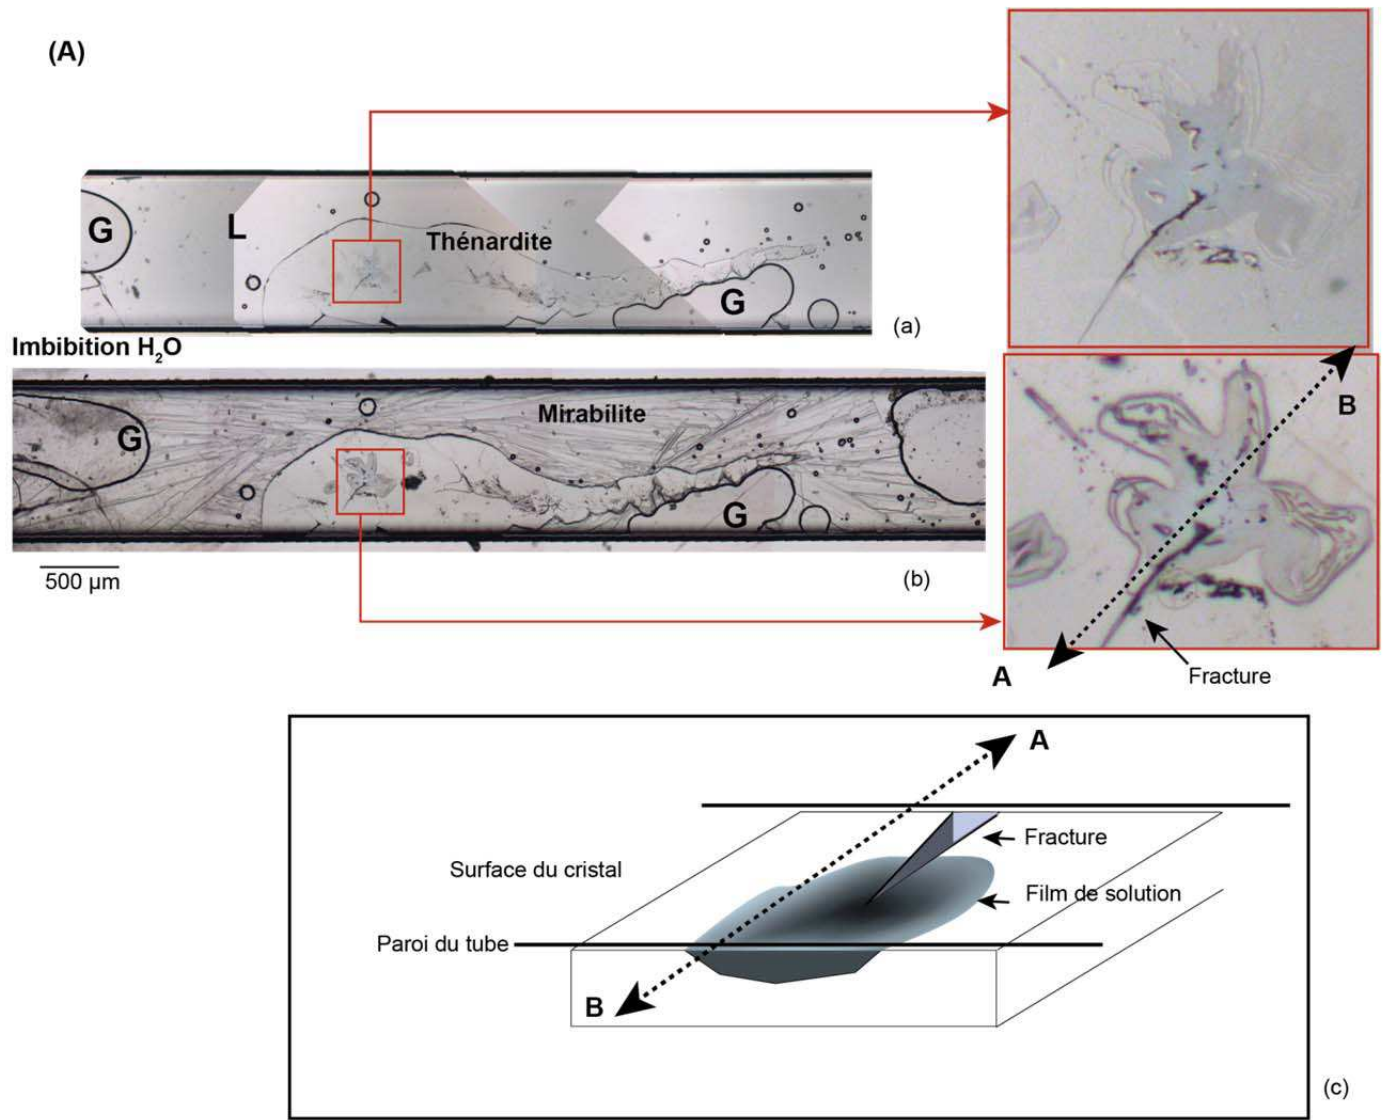 (A)
G
L
Thénardite
G
(a)
Imbibition H₂O
G
Mirabilite
G
500 µm
(b)
B
A
Fracture
A
Surface du cristal
Fracture
Film de solution
Paroi du tube
B
(c)